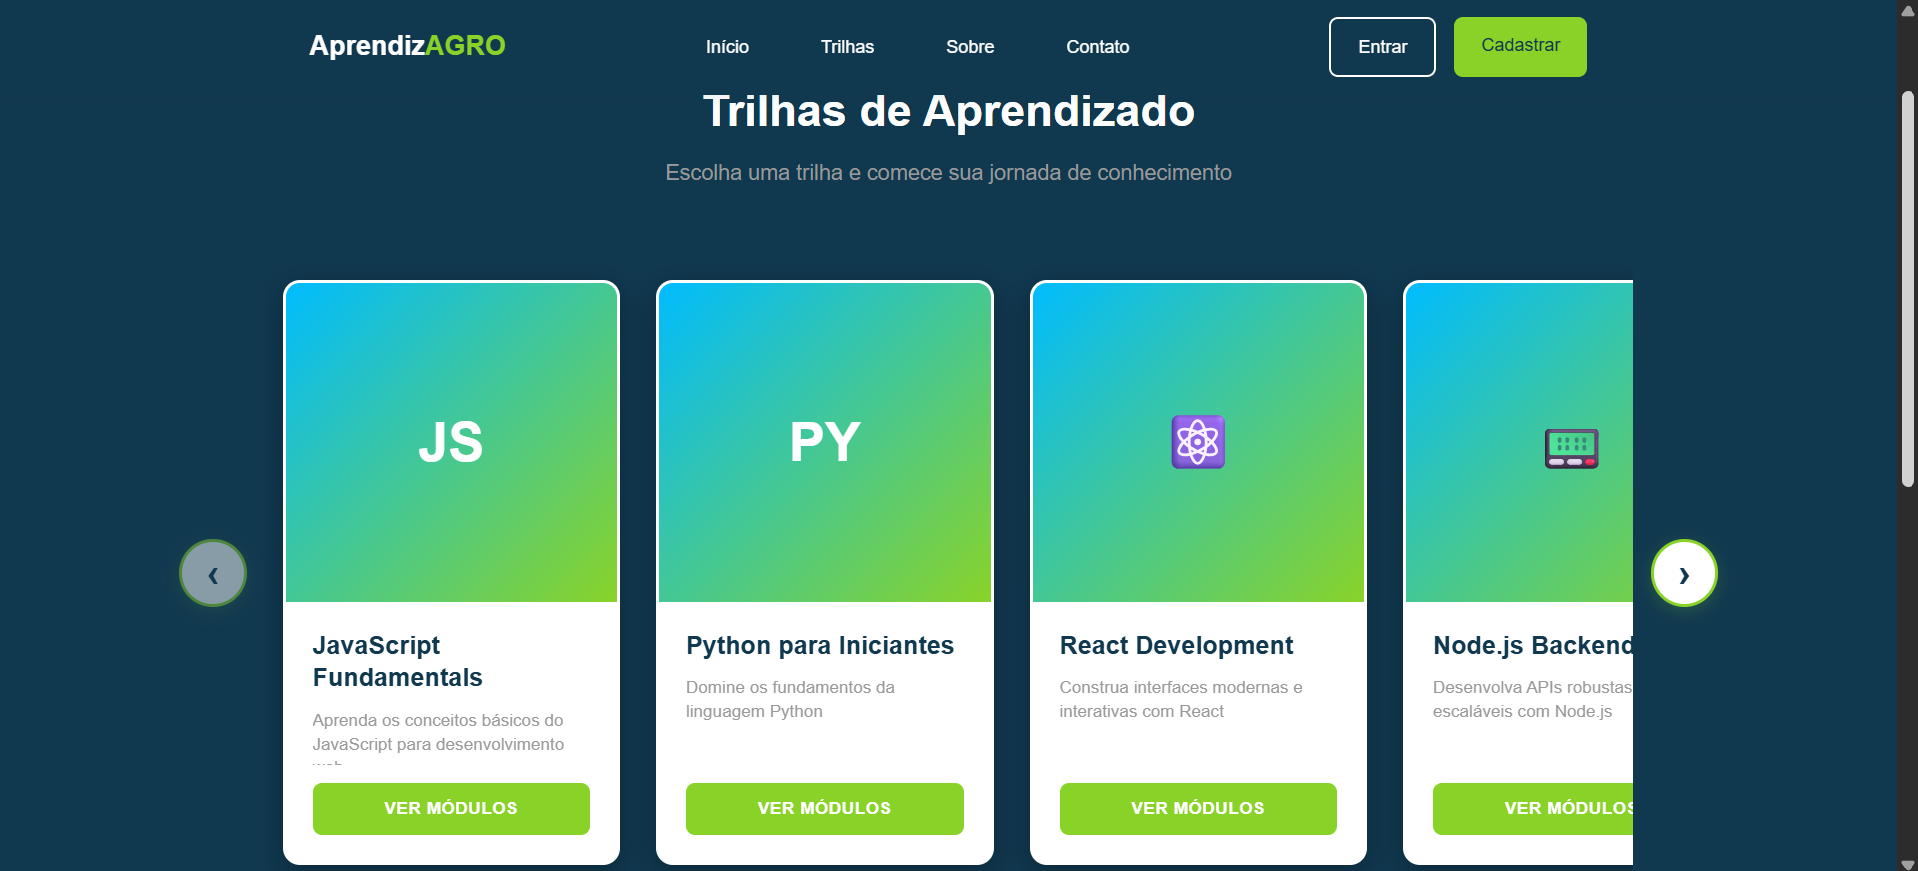 AprendizAGRO
Início
Trilhas
Sobre
Contato
Entrar
Cadastrar
Trilhas de Aprendizado
Escolha uma trilha e comece sua jornada de conhecimento
JS
PY
‹
›
JavaScript
Fundamentals
Aprenda os conceitos básicos do
JavaScript para desenvolvimento
VER MÓDULOS
Python para Iniciantes
Domine os fundamentos da
linguagem Python
VER MÓDULOS
React Development
Construa interfaces modernas e
interativas com React
VER MÓDULOS
Node.js Backend
Desenvolva APIs robustas
escaláveis com Node.js
VER MÓDULOS